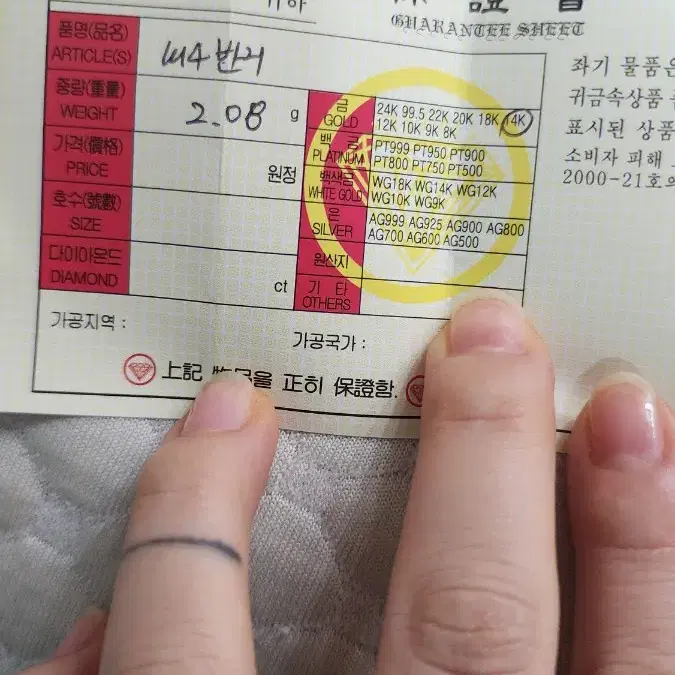 귀하
GUARANTEE SHEET
품명(品名)
ARTICLE(S)
반지
중량(重量)
WEIGHT
2.08 g
가격(價格)
PRICE
원정
호수(號數)
SIZE
다이아몬드
DIAMOND
ct
금
GOLD
24K 99.5 22K 20K 18K 14K
12K 10K 9K 8K
백금
PLATINUM
PT999 PT950 PT900
PT800 PT750 PT500
백색금
WHITE GOLD
WG18K WG14K WG12K
WG10K WG9K
은
SILVER
AG999 AG925 AG900 AG800
AG700 AG600 AG500
원산지
기 타
OTHERS
가공지역 :
가공국가 :
上記 物品을 正히 保證함.
좌기 물품은
귀금속상품
표시된 상품
소비자 피해
2000-21호의